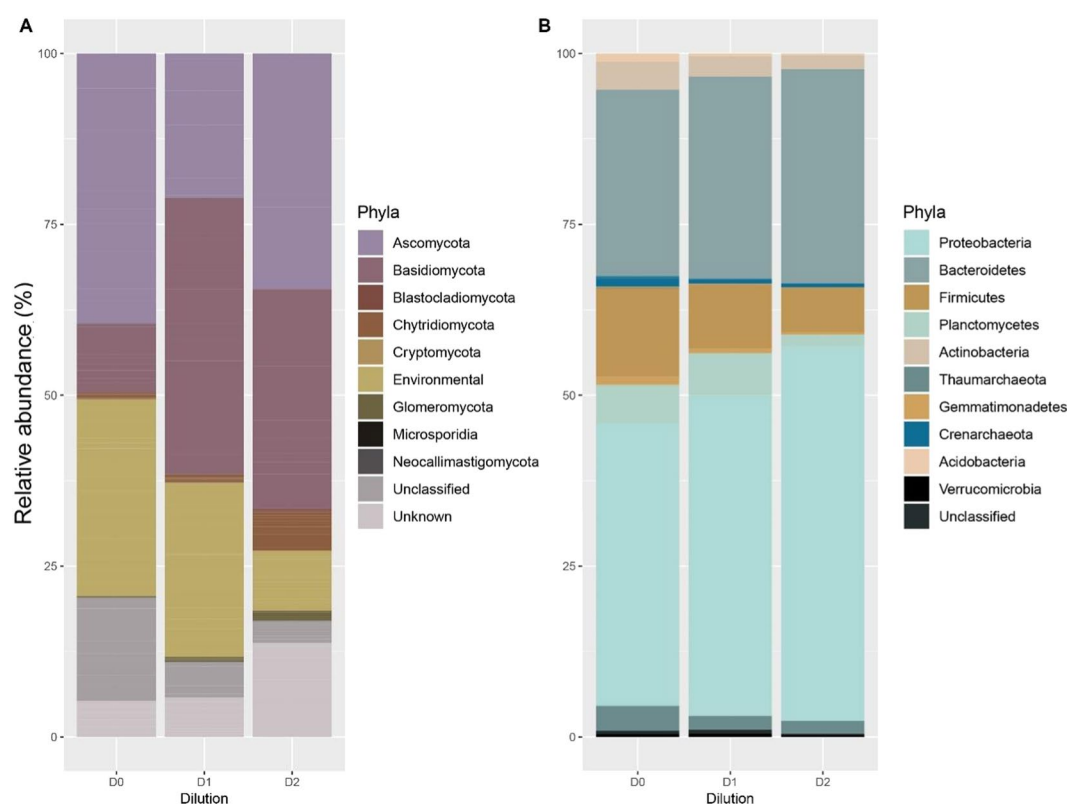 A
Relative abundance (%)
100
75
50
25
0
D0
D1
D2
Dilution
Phyla
Ascomycota
Basidiomycota
Blastocladiomycota
Chytridiomycota
Cryptomycota
Environmental
Glomeromycota
Microsporidia
Neocallimastigomycota
Unclassified
Unknown
B
100
75
50
25
0
D0
D1
D2
Dilution
Phyla
Proteobacteria
Bacteroidetes
Firmicutes
Planctomycetes
Actinobacteria
Thaumarchaeota
Gemmatimonadetes
Crenarchaeota
Acidobacteria
Verrucomicrobia
Unclassified